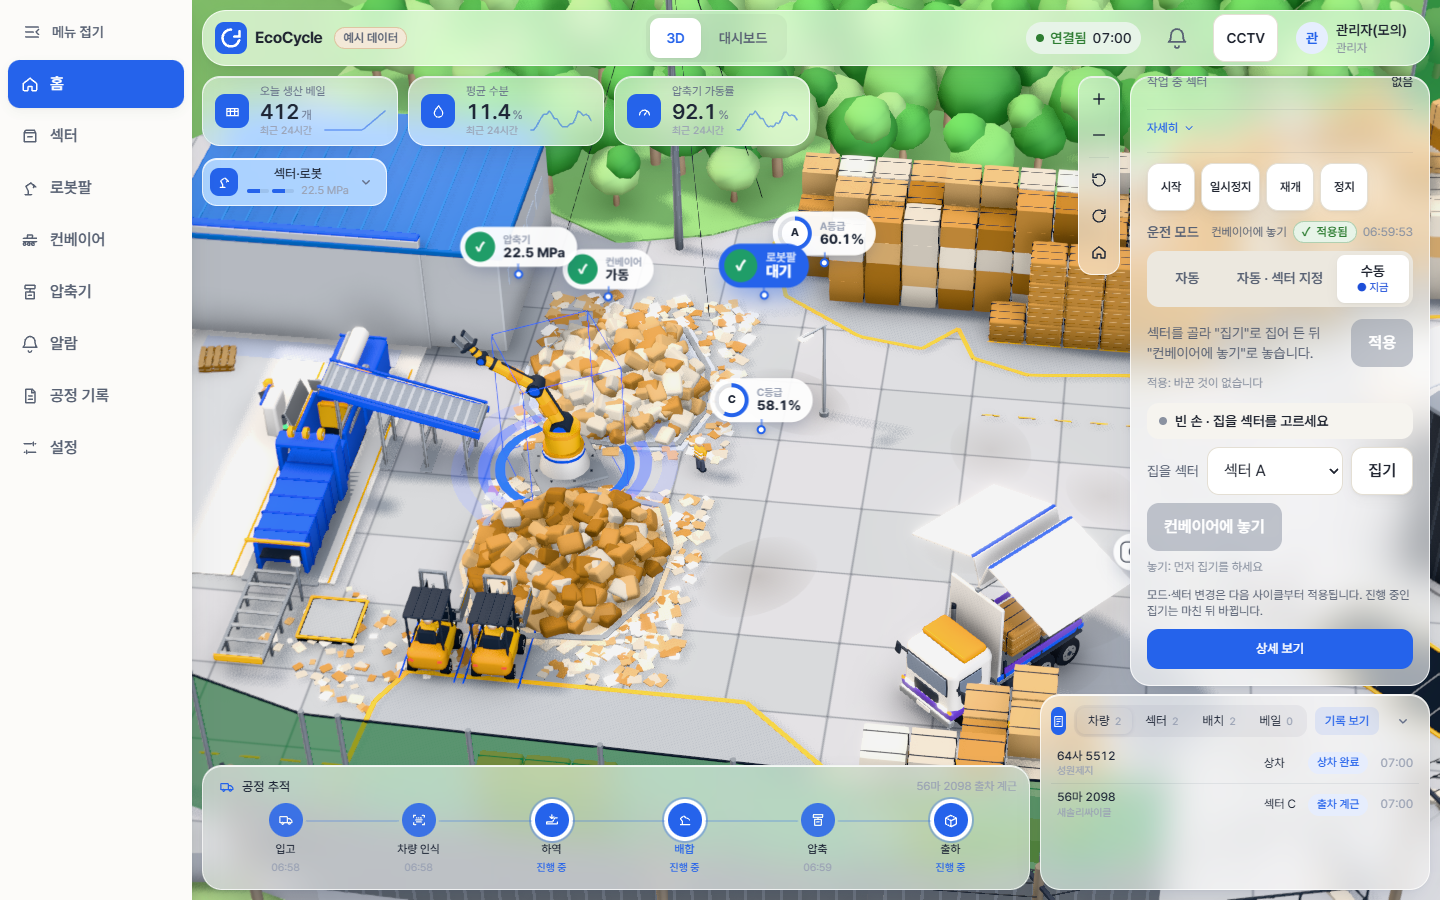 메뉴 접기
홈
섹터
로봇팔
컨베이어
압축기
알람
공정 기록
설정
EcoCycle
예시 데이터
3D
대시보드
연결됨 07:00
CCTV
관
관리자(모의)
관리자
오늘 생산 베일
412개
최근 24시간
평균 수분
11.4%
최근 24시간
압축기 가동률
92.1%
최근 24시간
섹터·로봇
22.5 MPa
압축기
22.5 MPa
컨베이어
가동
로봇팔
대기
A
A등급
60.1%
C
C등급
58.1%
작업 중 섹터
없음
자세히
시작
일시정지
재개
정지
운전 모드
컨베이어에 놓기
✓ 적용됨
06:59:53
자동
자동 · 섹터 지정
수동
지금
섹터를 골라 "집기"로 집어 든 뒤
"컨베이어에 놓기"로 놓습니다.
적용
적용: 바꾼 것이 없습니다
빈 손 · 집을 섹터를 고르세요
집을 섹터
섹터 A
집기
컨베이어에 놓기
놓기: 먼저 집기를 하세요
모드·섹터 변경은 다음 사이클부터 적용됩니다. 진행 중인
집기는 마친 뒤 바뀝니다.
상세 보기
차량 2
섹터 2
배치 2
베일 0
기록 보기
64사 5512
성원제지
상차
상차 완료
07:00
56마 2098
새솔리싸이클
섹터 C
출차 계근
07:00
공정 추적
56마 2098 출차 계근
입고
06:58
차량 인식
06:58
하역
진행 중
배합
진행 중
압축
06:59
출하
진행 중